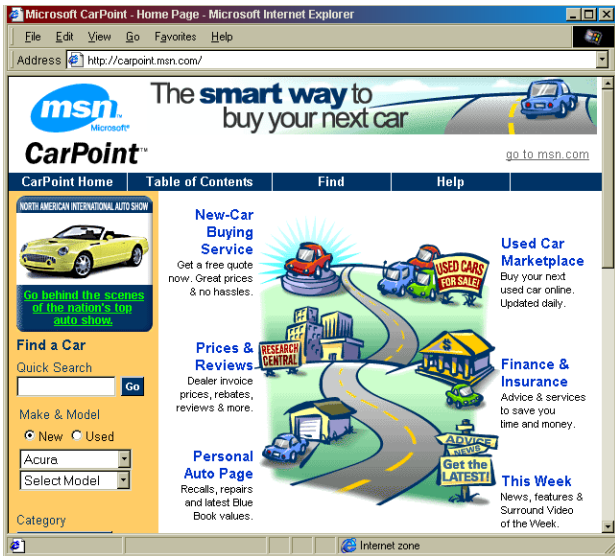 Microsoft CarPoint - Home Page - Microsoft Internet Explorer
File Edit View Go Favorites Help
Address http://carpoint.msn.com/
msn™
Microsoft®
The smart way to
buy your next car
CarPoint™
go to msn.com
CarPoint Home Table of Contents Find Help
NORTH AMERICAN INTERNATIONAL AUTO SHOW
Go behind the scenes
of the nation's top
auto show.
Find a Car
Quick Search
Go
Make & Model
New Used
Acura
Select Model
Category
New-Car
Buying
Service
Get a free quote
now. Great prices
& no hassles.
USED CARS
FOR SALE!
Used Car
Marketplace
Buy your next
used car online.
Updated daily.
Prices &
Reviews
Dealer invoice
prices, rebates,
reviews & more.
RESEARCH
CENTRAL
$
Finance &
Insurance
Advice & services
to save you
time and money.
Personal
Auto Page
Recalls, repairs
and latest Blue
Book values.
ADVICE
NEWS
Get the
LATEST!
This Week
News, features &
Surround Video
of the Week.
Internet zone